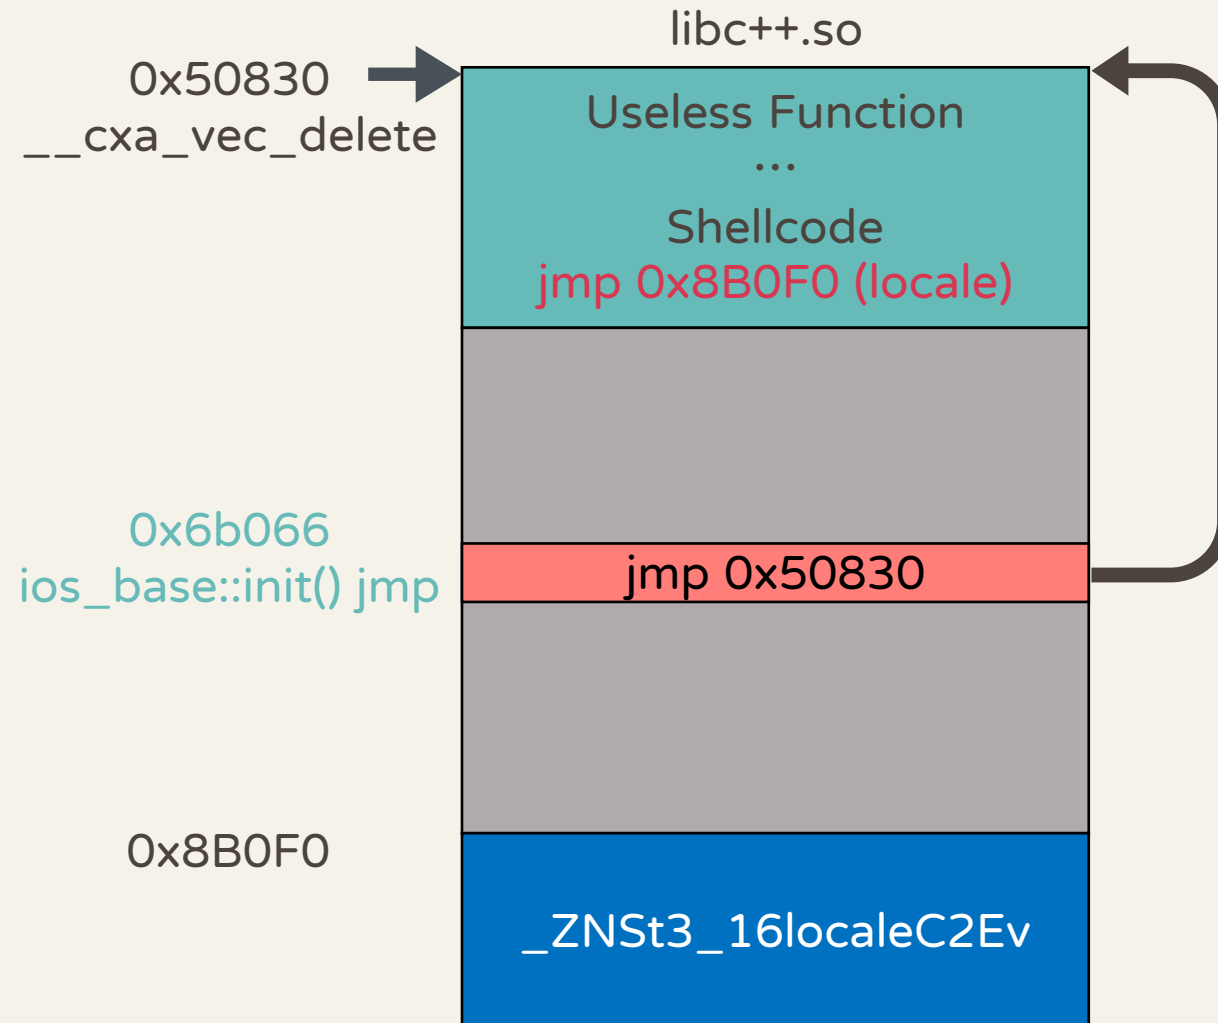 libc++.so
0x50830
__cxa_vec_delete
Useless Function
...
Shellcode
jmp 0x8B0F0 (locale)
0x6b066
ios_base::init() jmp
jmp 0x50830
0x8B0F0
_ZNSt3_16localeC2Ev